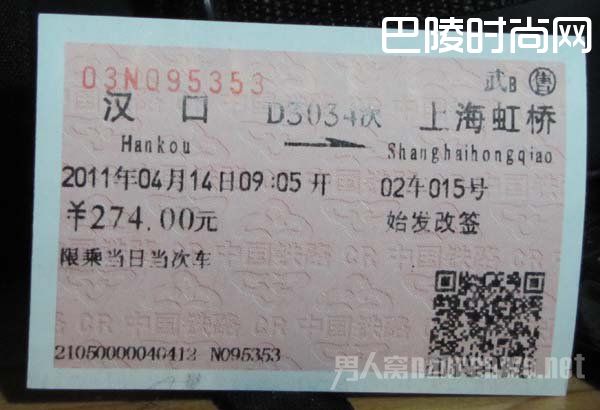 巴陵时尚网
03N095353 武B 售
汉口 D3034次 上海虹桥
Hankou Shanghaihongqiao
2011年04月14日09:05开 02车015号
¥274.00元 始发改签
限乘当日当次车
21050000040412 N095353